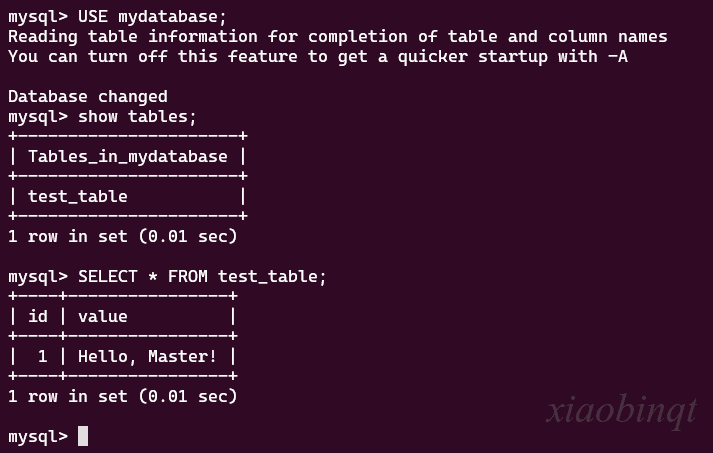 mysql> USE mydatabase;
Reading table information for completion of table and column names
You can turn off this feature to get a quicker startup with -A

Database changed
mysql> show tables;
+----------------------+
| Tables_in_mydatabase |
+----------------------+
| test_table           |
+----------------------+
1 row in set (0.01 sec)

mysql> SELECT * FROM test_table;
+----+----------------+
| id | value          |
+----+----------------+
|  1 | Hello, Master! |
+----+----------------+
1 row in set (0.01 sec)
xiaobinqt
mysql>